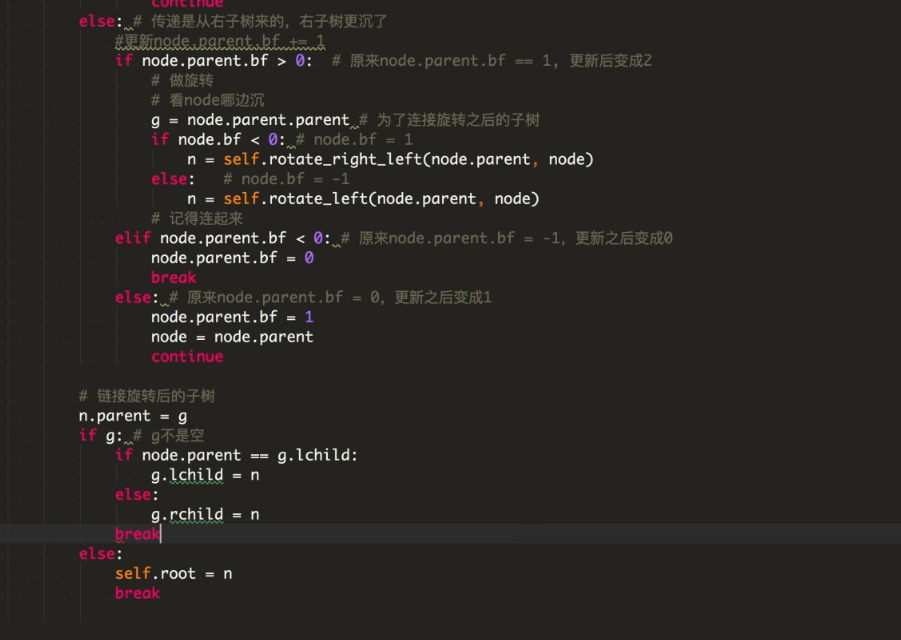 continue
else: # 传递是从右子树来的，右子树更沉了
#更新node.parent.bf += 1
if node.parent.bf > 0: # 原来node.parent.bf == 1, 更新后变成2
# 做旋转
# 看node哪边沉
g = node.parent.parent # 为了连接旋转之后的子树
if node.bf < 0: # node.bf = 1
n = self.rotate_right_left(node.parent, node)
else: # node.bf = -1
n = self.rotate_left(node.parent, node)
# 记得连起来
elif node.parent.bf < 0: # 原来node.parent.bf = -1, 更新之后变成0
node.parent.bf = 0
break
else: # 原来node.parent.bf = 0, 更新之后变成1
node.parent.bf = 1
node = node.parent
continue
# 链接旋转后的子树
n.parent = g
if g: # g不是空
if node.parent == g.lchild:
g.lchild = n
else:
g.rchild = n
break
else:
self.root = n
break